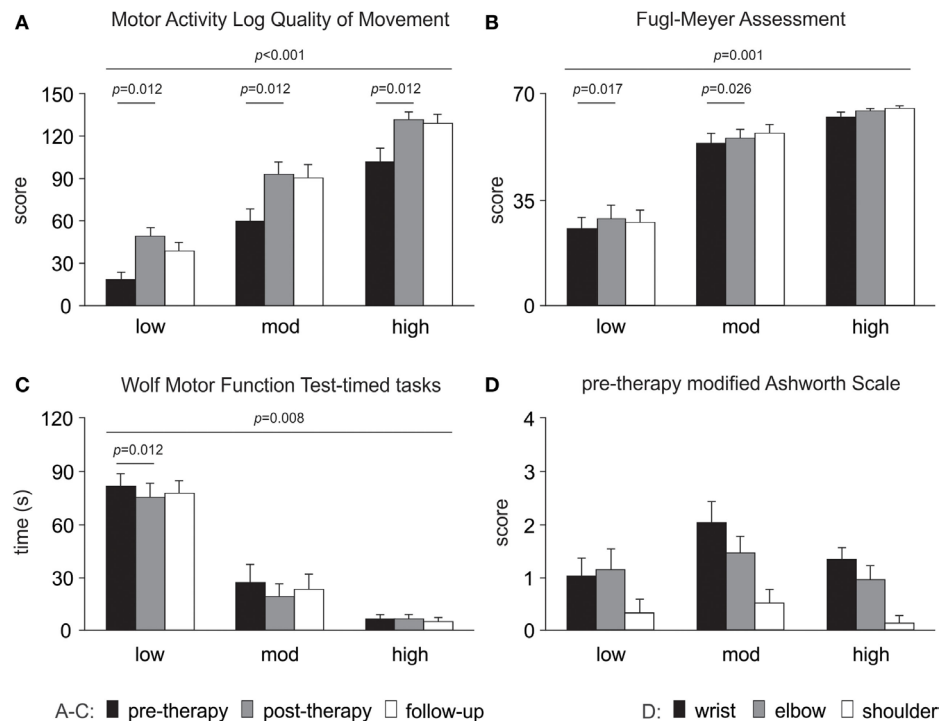 A Motor Activity Log Quality of Movement
p<0.001
p=0.012 p=0.012 p=0.012
150
120
90
60
30
0
score
low mod high
B Fugl-Meyer Assessment
p=0.001
p=0.017 p=0.026
70
35
0
score
low mod high
C Wolf Motor Function Test-timed tasks
p=0.008
p=0.012
120
90
60
30
0
time (s)
low mod high
D pre-therapy modified Ashworth Scale
4
3
2
1
0
score
low mod high
A-C: pre-therapy post-therapy follow-up
D: wrist elbow shoulder